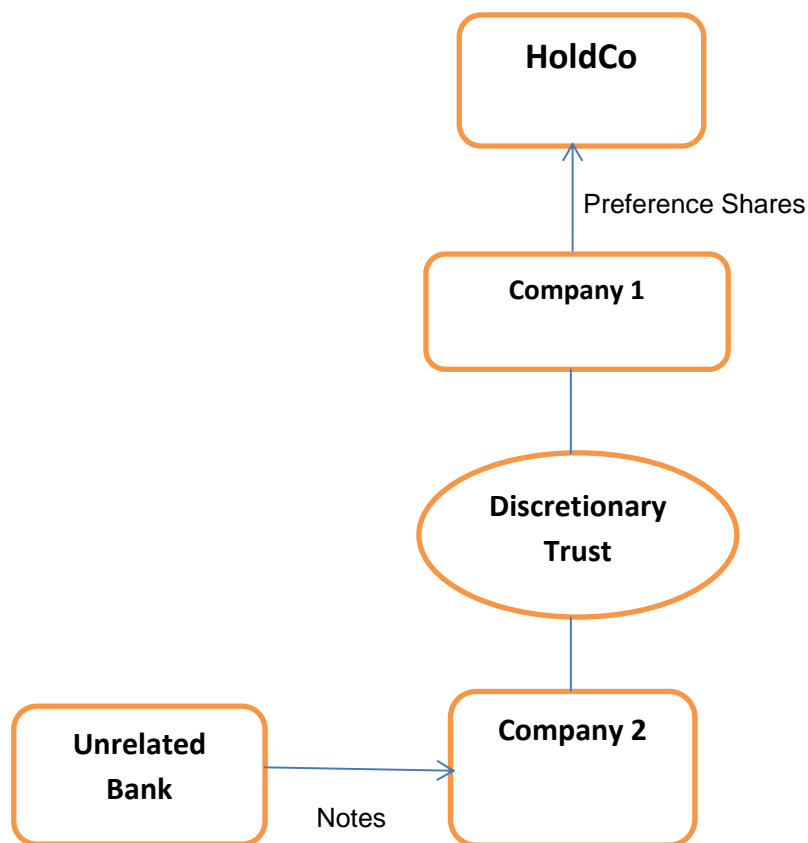 HoldCo
Preference Shares
Company 1
Discretionary
Trust
Company 2
Unrelated
Bank
Notes